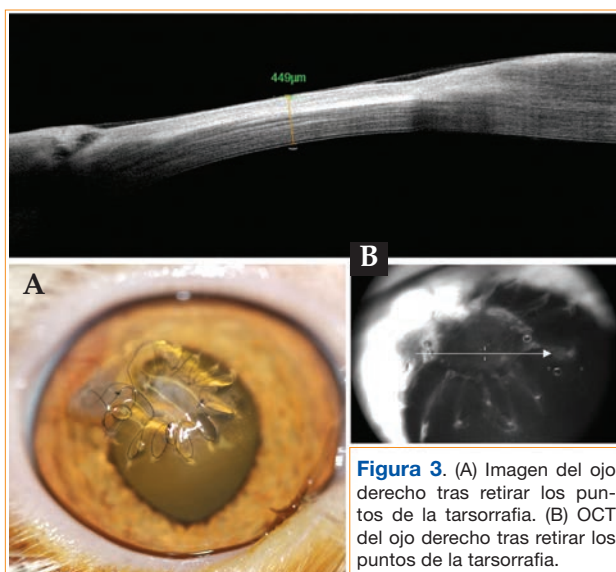 449µm
A
B
Figura 3. (A) Imagen del ojo
derecho tras retirar los pun-
tos de la tarsorrafia. (B) OCT
del ojo derecho tras retirar los
puntos de la tarsorrafia.